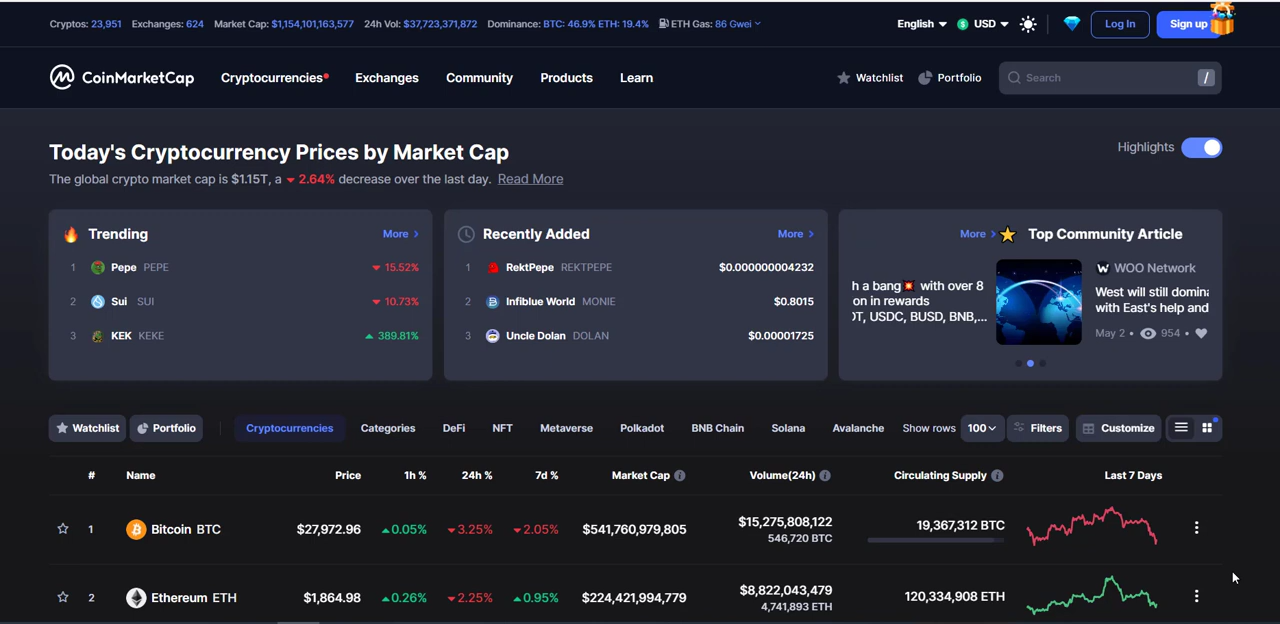 Cryptos: 23,951 Exchanges: 624 Market Cap: $1,154,101,163,577 24h Vol: $37,723,371,872 Dominance: BTC: 46.9% ETH: 19.4% ETH Gas: 86 Gwei
English USD Log In Sign up
CoinMarketCap Cryptocurrencies Exchanges Community Products Learn Watchlist Portfolio Search /
Today's Cryptocurrency Prices by Market Cap
Highlights
The global crypto market cap is $1.15T, a 2.64% decrease over the last day. Read More
Trending More
1 Pepe PEPE 15.52%
2 Sui SUI 10.73%
3 KEK KEKE 389.81%
Recently Added More
1 RektPepe REKTPEPE $0.000000004232
2 Infiblue World MONIE $0.8015
3 Uncle Dolan DOLAN $0.00001725
More
h a bang with over 8
on in rewards
DT, USDC, BUSD, BNB,...
Top Community Article
WOO Network
West will still domina
with East's help and
May 2 • 954 •
Watchlist Portfolio Cryptocurrencies Categories DeFi NFT Metaverse Polkadot BNB Chain Solana Avalanche Show rows 100 Filters Customize
# Name Price 1h % 24h % 7d % Market Cap Volume(24h) Circulating Supply Last 7 Days
1 Bitcoin BTC $27,972.96 0.05% 3.25% 2.05% $541,760,979,805 $15,275,808,122 19,367,312 BTC
546,720 BTC
2 Ethereum ETH $1,864.98 0.26% 2.25% 0.95% $224,421,994,779 $8,822,043,479 120,334,908 ETH
4,741,893 ETH